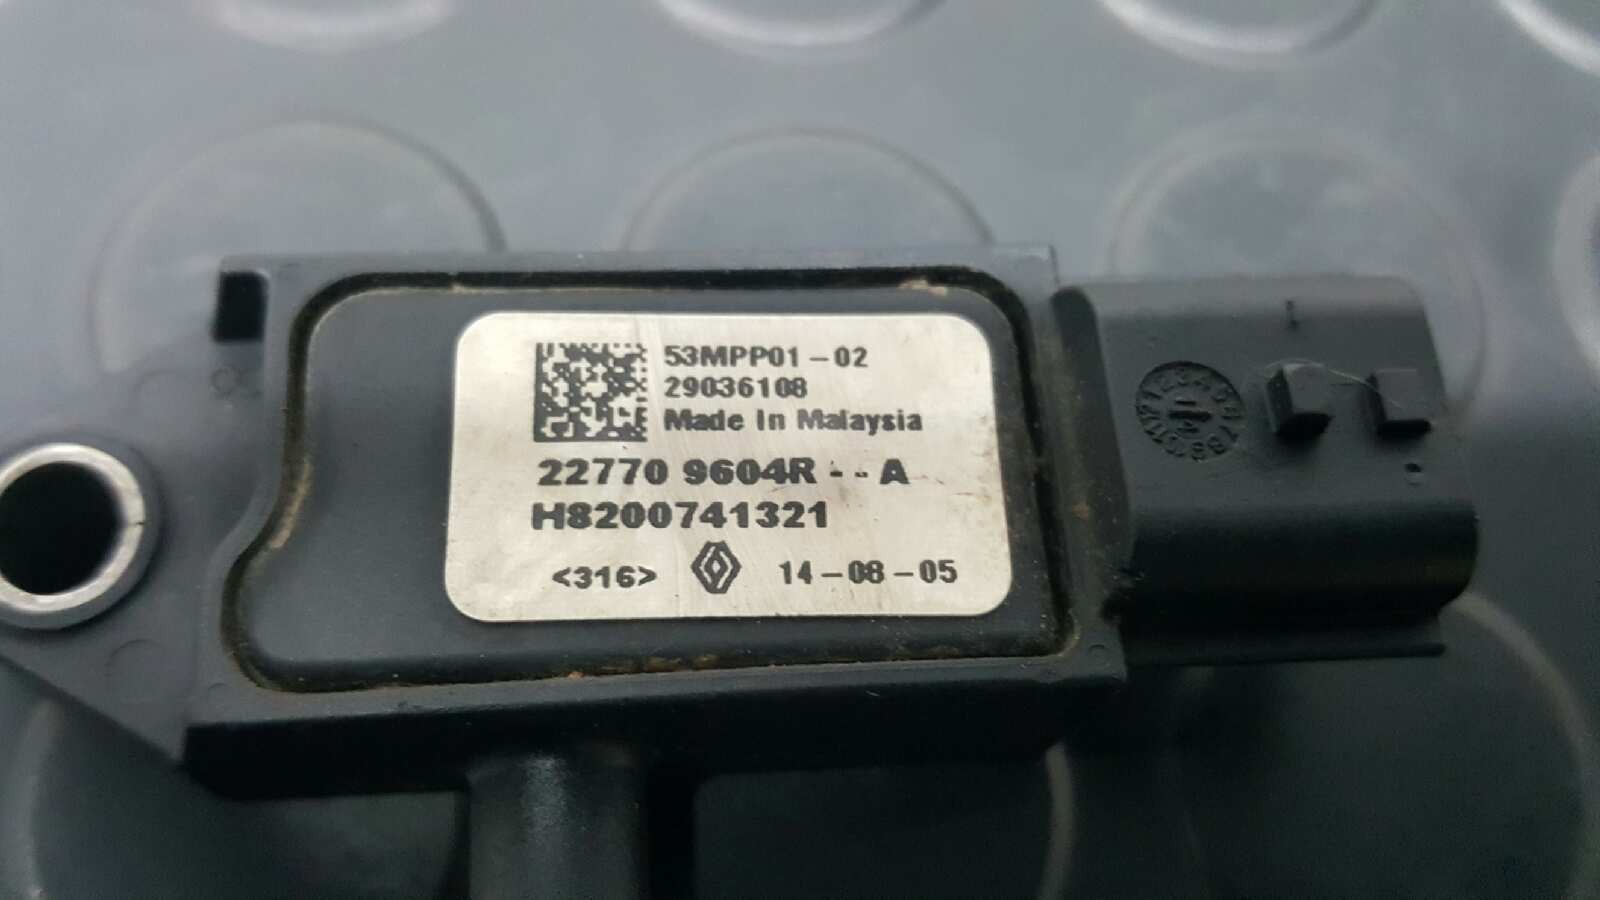 53MPP01-02
29036108
Made In Malaysia
22770 9604R--A
H8200741321
<316> 14-08-05